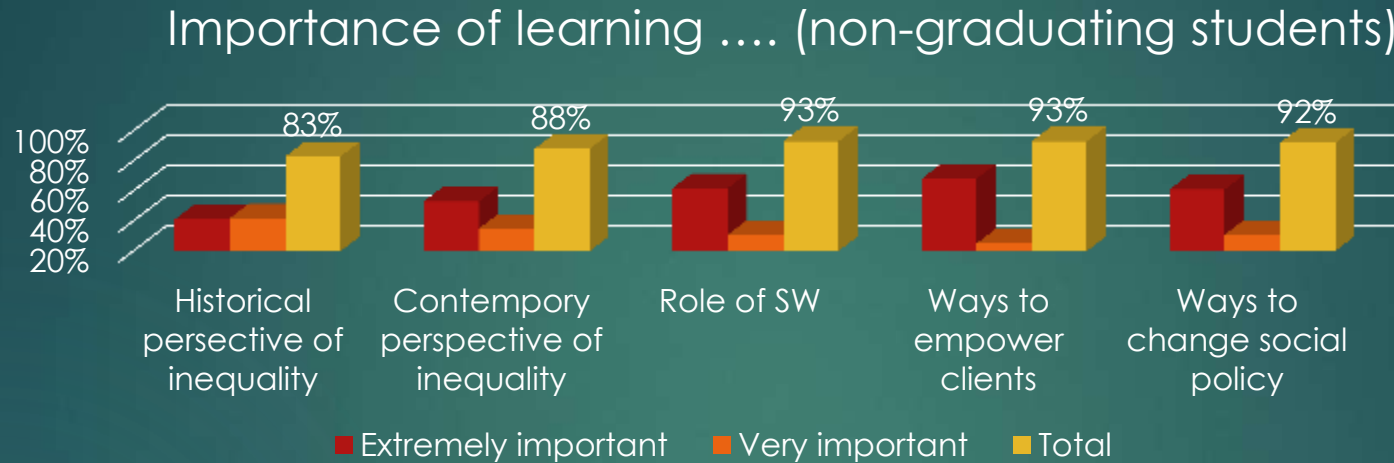 Importance of learning .... (non-graduating students)
83%
88%
93%
93%
92%
100%
80%
60%
40%
20%
Historical
persective of
inequality
Contempory
perspective of
inequality
Role of SW
Ways to
empower
clients
Ways to
change social
policy
Extremely important
Very important
Total